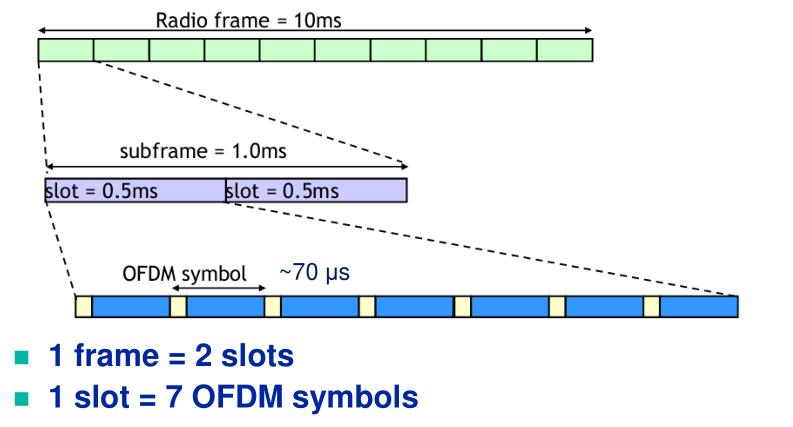 Radio frame = 10ms
subframe = 1.0ms
slot = 0.5ms slot = 0.5ms
OFDM symbol ~70 µs
1 frame = 2 slots
1 slot = 7 OFDM symbols